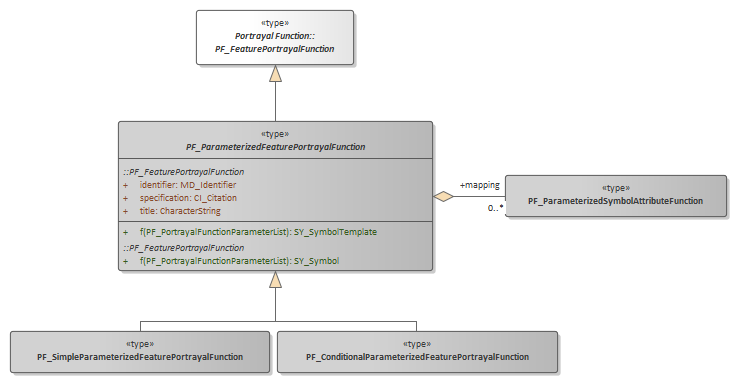 «type»
Portrayal Function::
PF_FeaturePortrayalFunction
«type»
PF_ParameterizedFeaturePortrayalFunction
::PF_FeaturePortrayalFunction
+ identifier: MD_Identifier
+ specification: CI_Citation
+ title: CharacterString
+ f(PF_PortrayalFunctionParameterList): SY_SymbolTemplate
::PF_FeaturePortrayalFunction
+ f(PF_PortrayalFunctionParameterList): SY_Symbol
+mapping
0..*
«type»
PF_ParameterizedSymbolAttributeFunction
«type»
PF_SimpleParameterizedFeaturePortrayalFunction
«type»
PF_ConditionalParameterizedFeaturePortrayalFunction